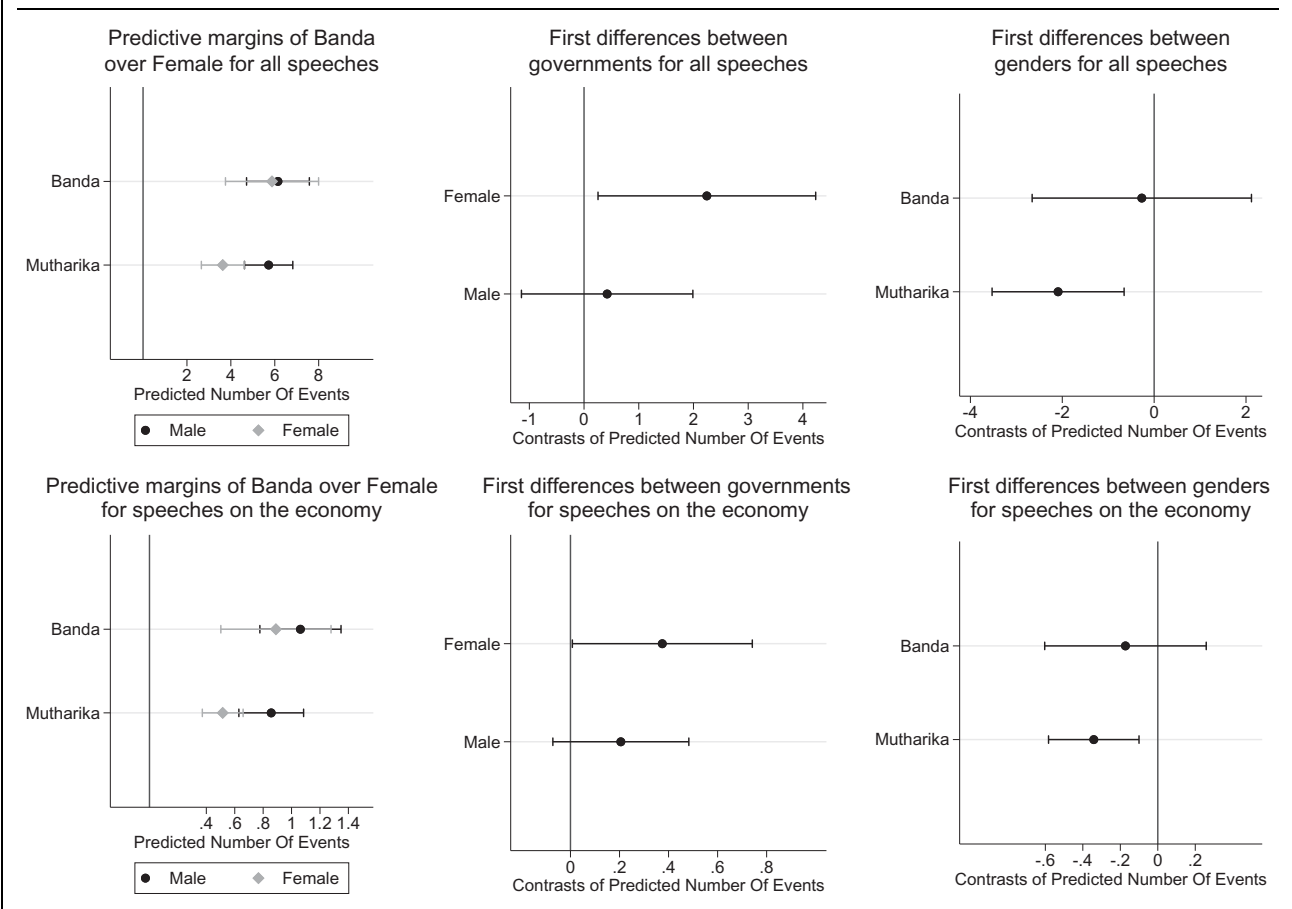 Predictive margins of Banda
over Female for all speeches
Banda
Mutharika
2 4 6 8
Predicted Number Of Events
Male Female
First differences between
governments for all speeches
Female
Male
-1 0 1 2 3 4
Contrasts of Predicted Number Of Events
First differences between
genders for all speeches
Banda
Mutharika
-4 -2 0 2
Contrasts of Predicted Number Of Events
Predictive margins of Banda over Female
for speeches on the economy
Banda
Mutharika
.4 .6 .8 1 1.2 1.4
Predicted Number Of Events
Male Female
First differences between governments
for speeches on the economy
Female
Male
0 .2 .4 .6 .8
Contrasts of Predicted Number Of Events
First differences between genders
for speeches on the economy
Banda
Mutharika
-.6 -.4 -.2 0 .2
Contrasts of Predicted Number Of Events